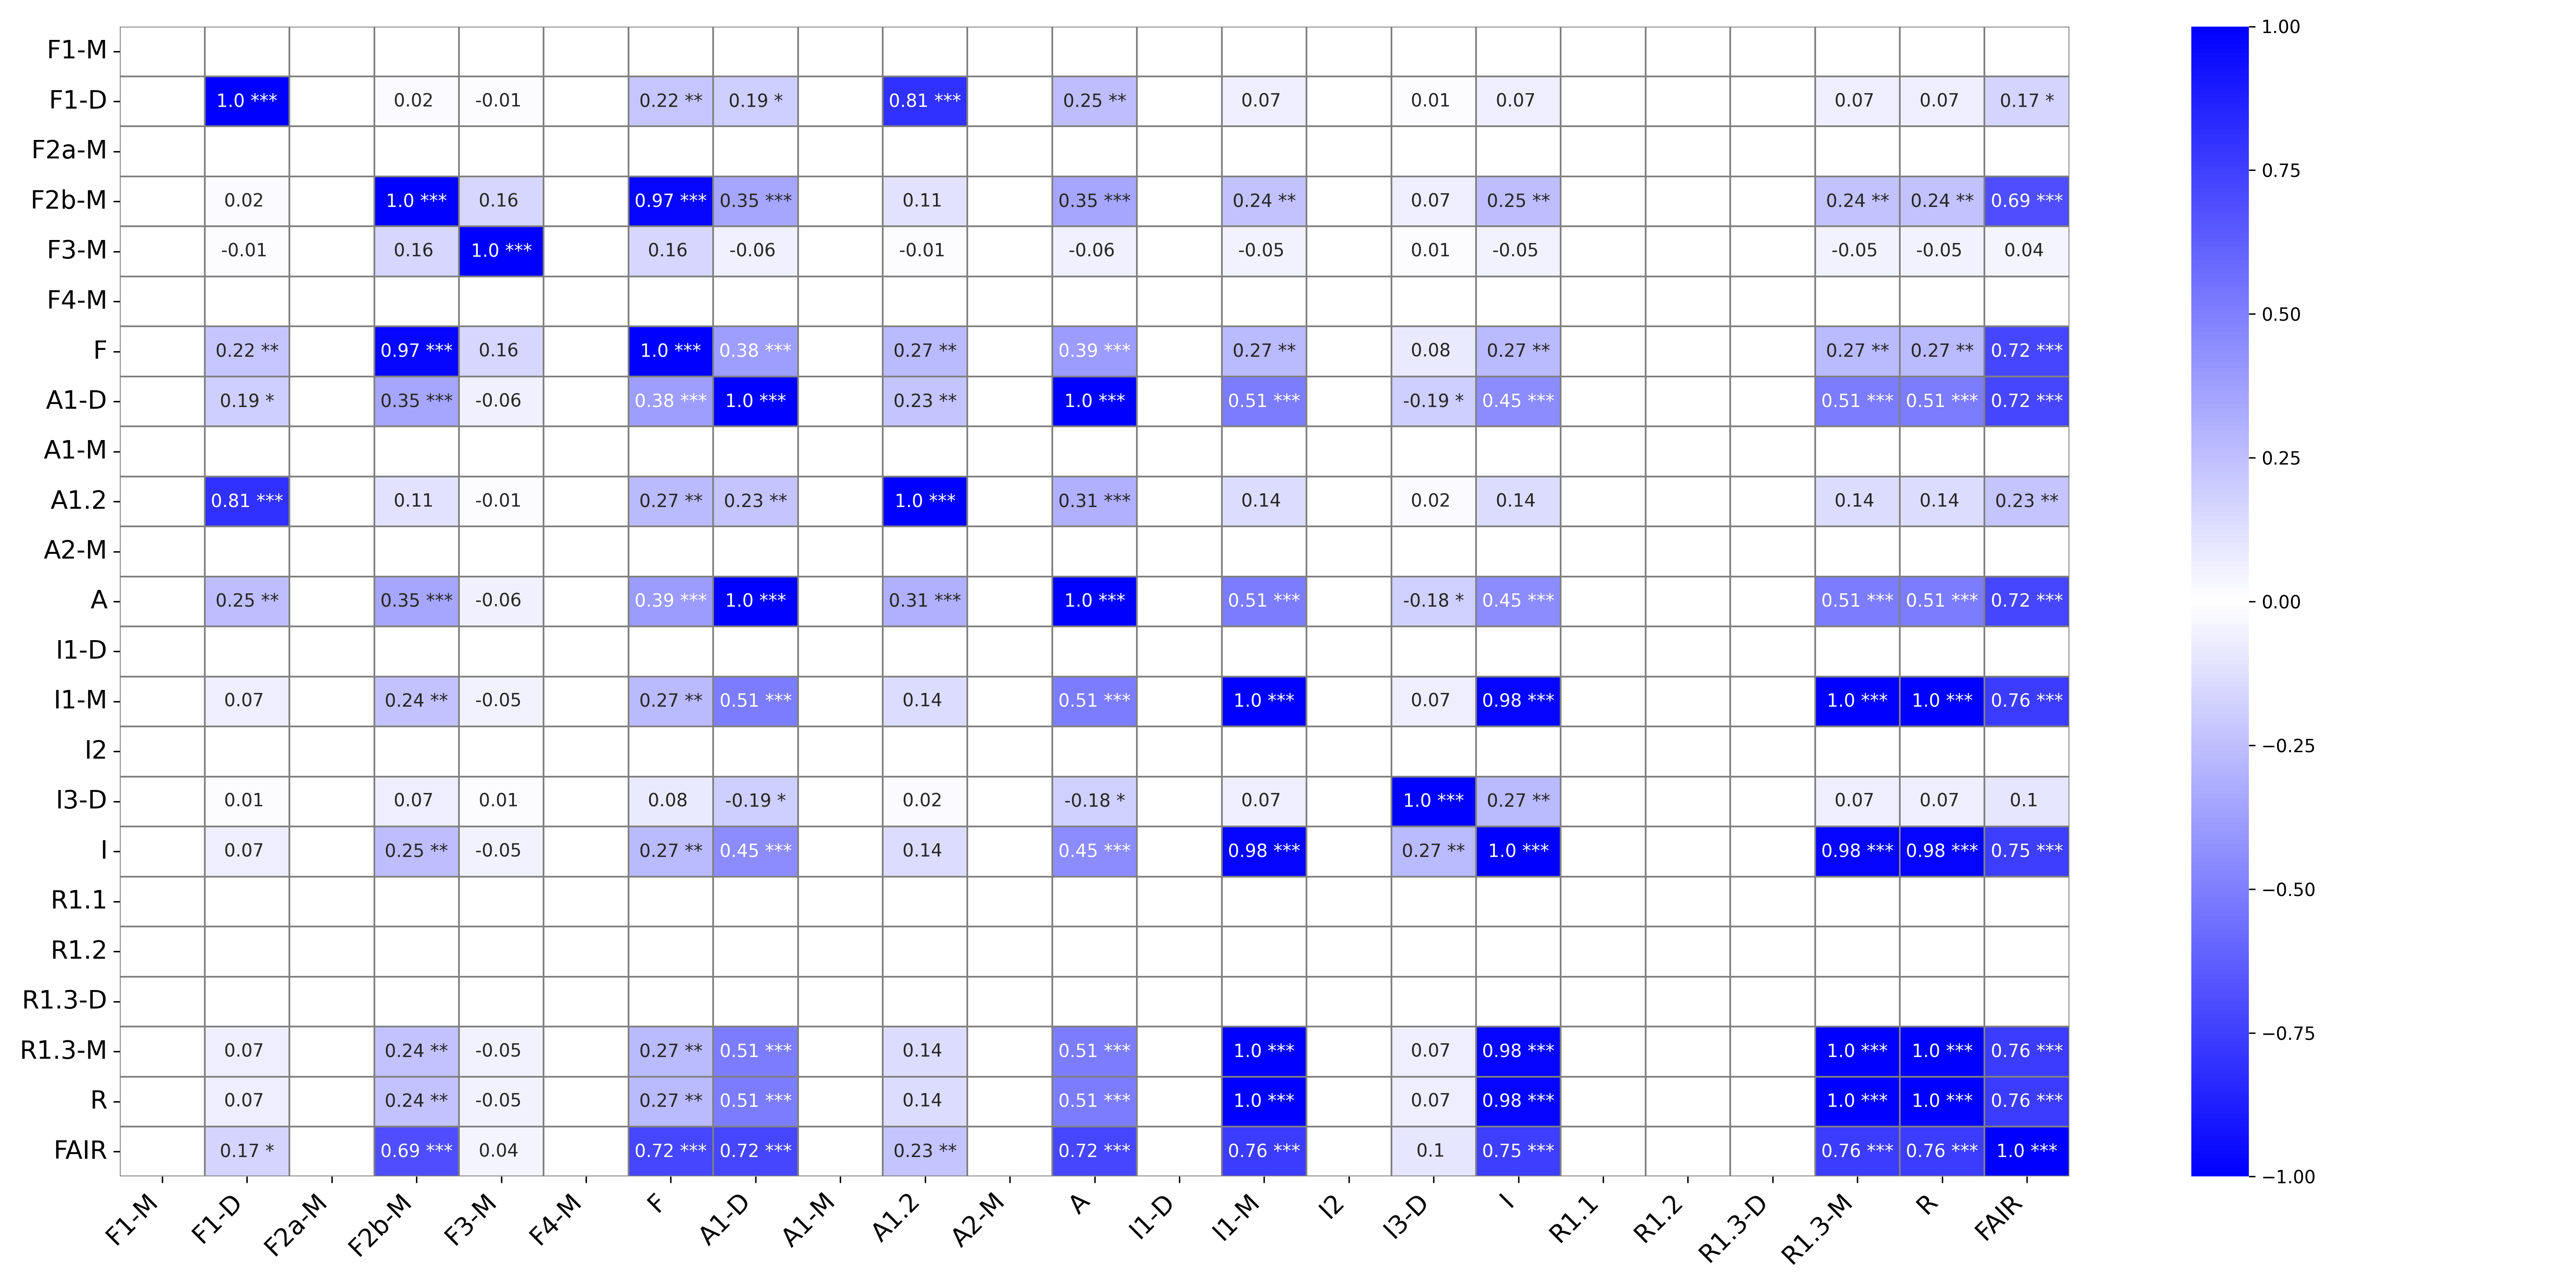 F1-M
F1-D 1.0 *** 0.02 -0.01 0.22 ** 0.19 * 0.81 *** 0.25 ** 0.07 0.01 0.07 0.07 0.07 0.17 *
F2a-M
F2b-M 0.02 1.0 *** 0.16 0.97 *** 0.35 *** 0.11 0.35 *** 0.24 ** 0.07 0.25 ** 0.24 ** 0.24 ** 0.69 ***
F3-M -0.01 0.16 1.0 *** 0.16 -0.06 -0.01 -0.06 -0.05 0.01 -0.05 -0.05 -0.05 0.04
F4-M
F 0.22 ** 0.97 *** 0.16 1.0 *** 0.38 *** 0.27 ** 0.39 *** 0.27 ** 0.08 0.27 ** 0.27 ** 0.27 ** 0.72 ***
A1-D 0.19 * 0.35 *** -0.06 0.38 *** 1.0 *** 0.23 ** 1.0 *** 0.51 *** -0.19 * 0.45 *** 0.51 *** 0.51 *** 0.72 ***
A1-M
A1.2 0.81 *** 0.11 -0.01 0.27 ** 0.23 ** 1.0 *** 0.31 *** 0.14 0.02 0.14 0.14 0.14 0.23 **
A2-M
A 0.25 ** 0.35 *** -0.06 0.39 *** 1.0 *** 0.31 *** 1.0 *** 0.51 *** -0.18 * 0.45 *** 0.51 *** 0.51 *** 0.72 ***
I1-D
I1-M 0.07 0.24 ** -0.05 0.27 ** 0.51 *** 0.14 0.51 *** 1.0 *** 0.07 0.98 *** 1.0 *** 1.0 *** 0.76 ***
I2
I3-D 0.01 0.07 0.01 0.08 -0.19 * 0.02 -0.18 * 0.07 1.0 *** 0.27 ** 0.07 0.07 0.1
I 0.07 0.25 ** -0.05 0.27 ** 0.45 *** 0.14 0.45 *** 0.98 *** 0.27 ** 1.0 *** 0.98 *** 0.98 *** 0.75 ***
R1.1
R1.2
R1.3-D
R1.3-M 0.07 0.24 ** -0.05 0.27 ** 0.51 *** 0.14 0.51 *** 1.0 *** 0.07 0.98 *** 1.0 *** 1.0 *** 0.76 ***
R 0.07 0.24 ** -0.05 0.27 ** 0.51 *** 0.14 0.51 *** 1.0 *** 0.07 0.98 *** 1.0 *** 1.0 *** 0.76 ***
FAIR 0.17 * 0.69 *** 0.04 0.72 *** 0.72 *** 0.23 ** 0.72 *** 0.76 *** 0.1 0.75 *** 0.76 *** 0.76 *** 1.0 ***
F1-M F1-D F2a-M F2b-M F3-M F4-M F A1-D A1-M A1.2 A2-M A I1-D I1-M I2 I3-D I R1.1 R1.2 R1.3-D R1.3-M R FAIR
1.00
0.75
0.50
0.25
0.00
−0.25
−0.50
−0.75
−1.00